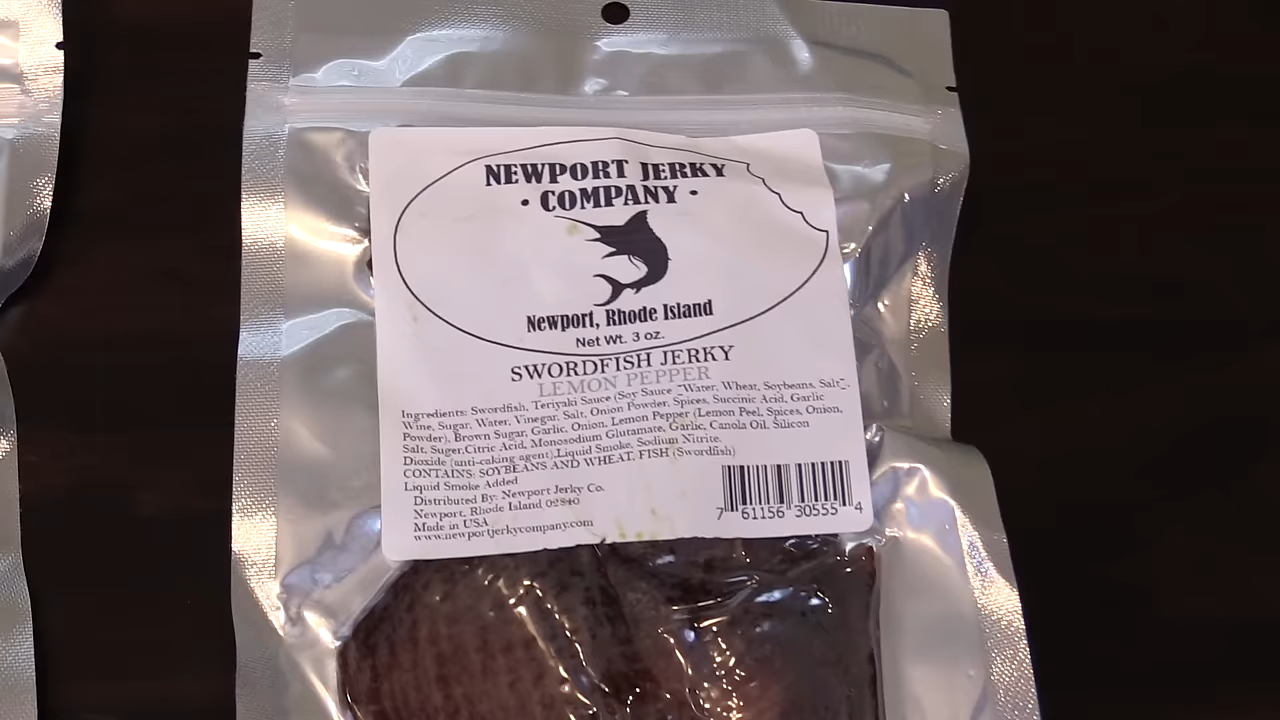 NEWPORT JERKY
• COMPANY •
Newport, Rhode Island
Net Wt. 3 oz.
SWORDFISH JERKY
LEMON PEPPER
Ingredients: Swordfish, Teriyaki Sauce (Soy Sauce ~Water, Wheat, Soybeans, Salt~,
Wine, Sugar, Water, Vinegar, Salt, Onion Powder, Spices, Succinic Acid, Garlic
Powder), Brown Sugar, Garlic, Onion, Lemon Pepper (Lemon Peel, Spices, Onion,
Salt, Suger,Citric Acid, Monosodium Glutamate, Garlic, Canola Oil, Silicon
Dioxide (anti-caking agent),Liquid Smoke, Sodium Nitrite.
CONTAINS: SOYBEANS AND WHEAT, FISH (Swordfish)
Liquid Smoke Added
Distributed By: Newport Jerky Co.
Newport, Rhode Island 02840
Made in USA
www.newportjerkycompany.com
7 61156 30555 4